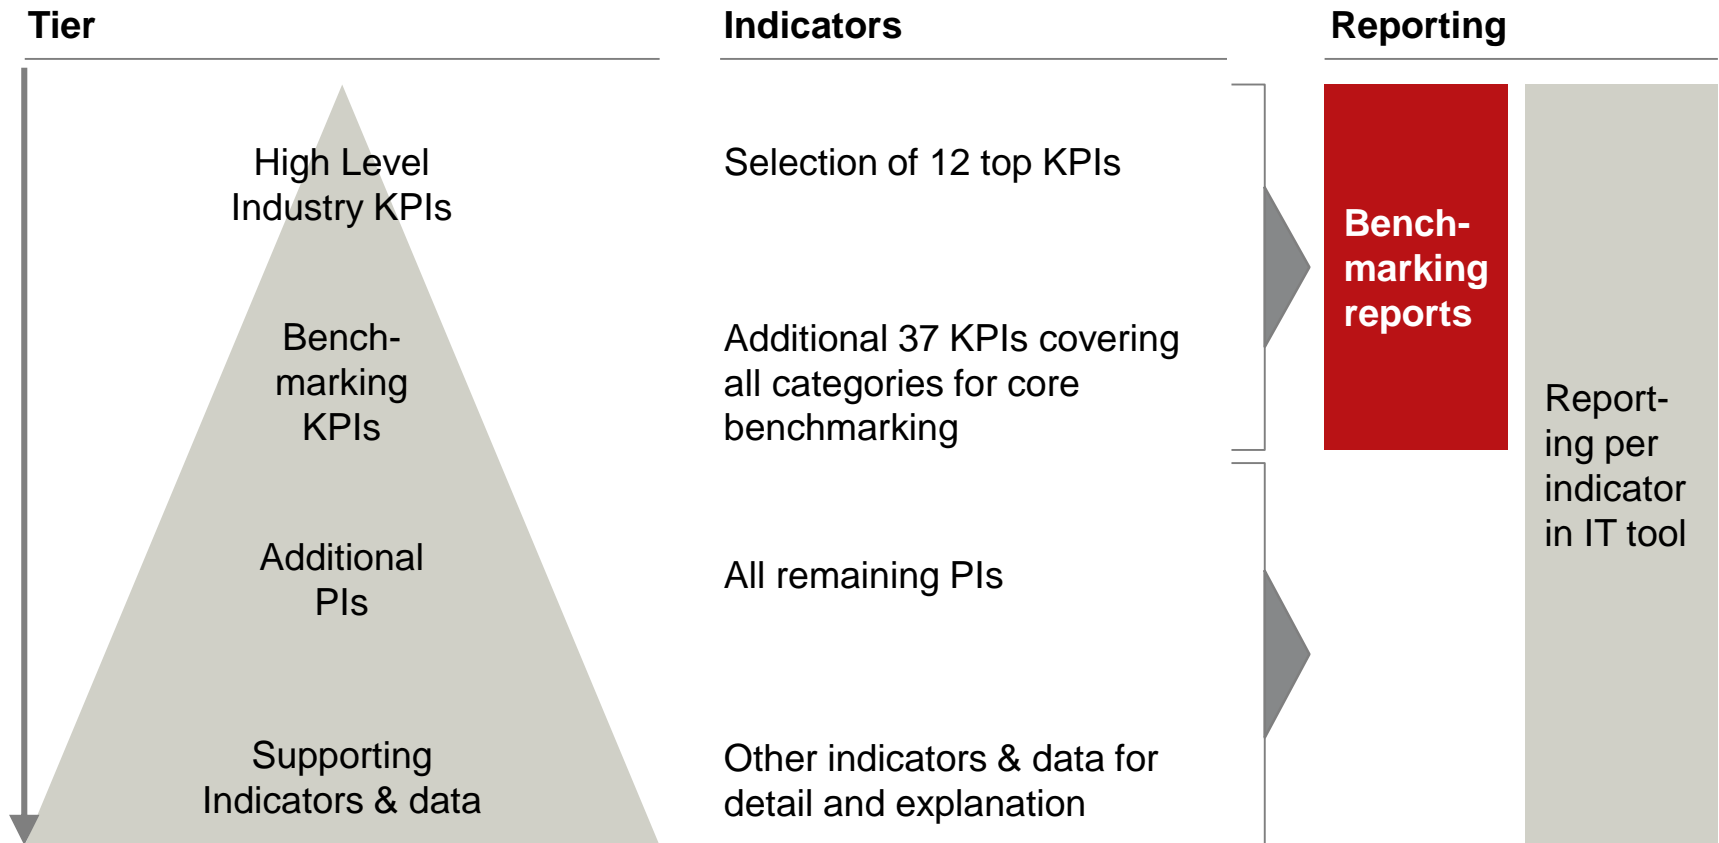 Tier
Indicators
Reporting
High Level
Industry KPIs
Selection of 12 top KPIs
Bench-
marking
reports
Bench-
marking
KPIs
Additional 37 KPIs covering
all categories for core
benchmarking
Report-
ing per
indicator
in IT tool
Additional
PIs
All remaining PIs
Supporting
Indicators & data
Other indicators & data for
detail and explanation